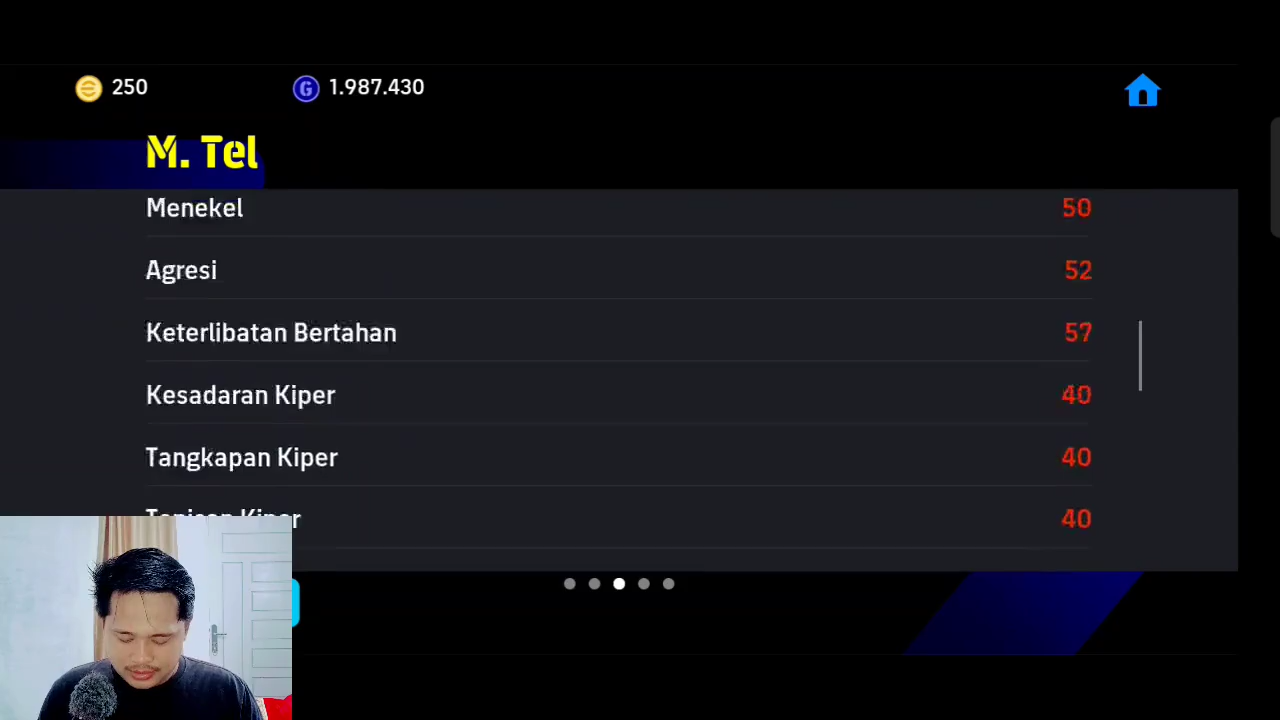 250
G 1.987.430
M. Tel
Menekel 50
Agresi 52
Keterlibatan Bertahan 57
Kesadaran Kiper 40
Tangkapan Kiper 40
40